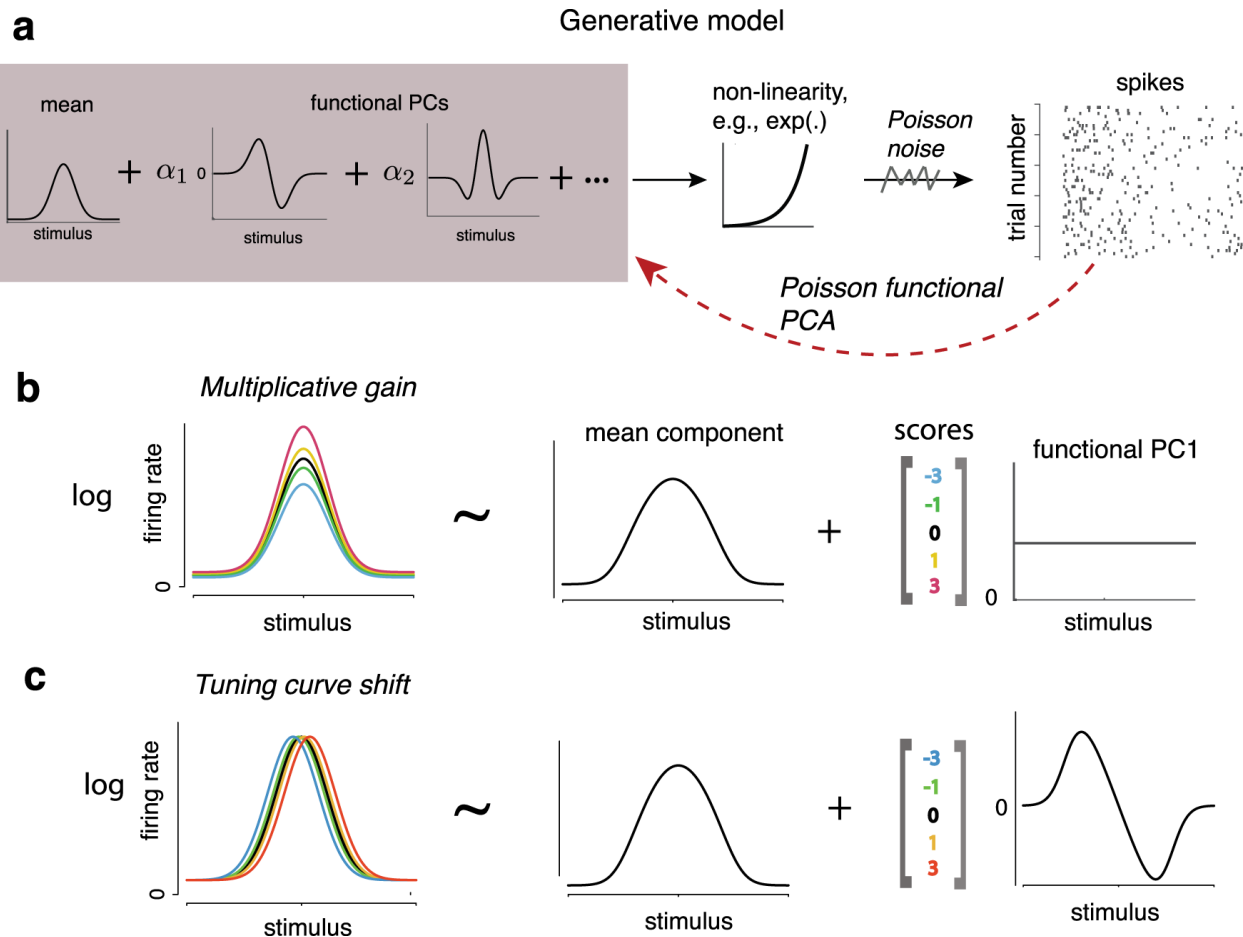 a
Generative model
mean
functional PCs
+ α1
0
+ α2
+ ...
stimulus
stimulus
stimulus
non-linearity,
e.g., exp(.)
Poisson
noise
spikes
trial number
Poisson functional
PCA
b
Multiplicative gain
log
firing rate
0
stimulus
~
mean component
stimulus
+
scores
-3
-1
0
1
3
functional PC1
0
stimulus
c
Tuning curve shift
log
firing rate
0
stimulus
~
stimulus
+
-3
-1
0
1
3
0
stimulus